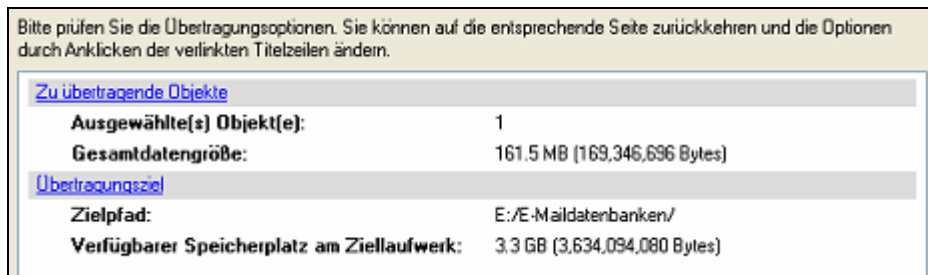 Bitte prüfen Sie die Übertragungsoptionen. Sie können auf die entsprechende Seite zurückkehren und die Optionen
durch Anklicken der verlinkten Titelzeilen ändern.
Zu übertragende Objekte
Ausgewählte(s) Objekt(e): 1
Gesamtdatengröße: 161.5 MB (169,346,696 Bytes)
Übertragungsziel
Zielpfad: E:/E-Maildatenbanken/
Verfügbarer Speicherplatz am Ziellaufwerk: 3.3 GB (3,634,094,080 Bytes)